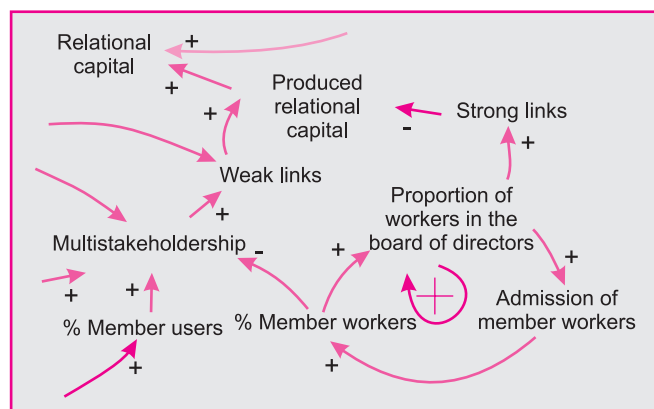 Relational
capital
+
+
Produced
relational
capital
+
-
Strong links
+
Weak links
+
Proportion of
workers in the
board of directors
Multistakeholdership
-
+
+
+
+
% Member users
% Member workers
Admission of
member workers
+
+